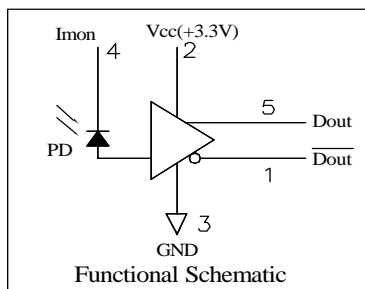 Imon
Vcc(+3.3V)
4
2
5
Dout
PD
Dout
1
3
GND
Functional Schematic